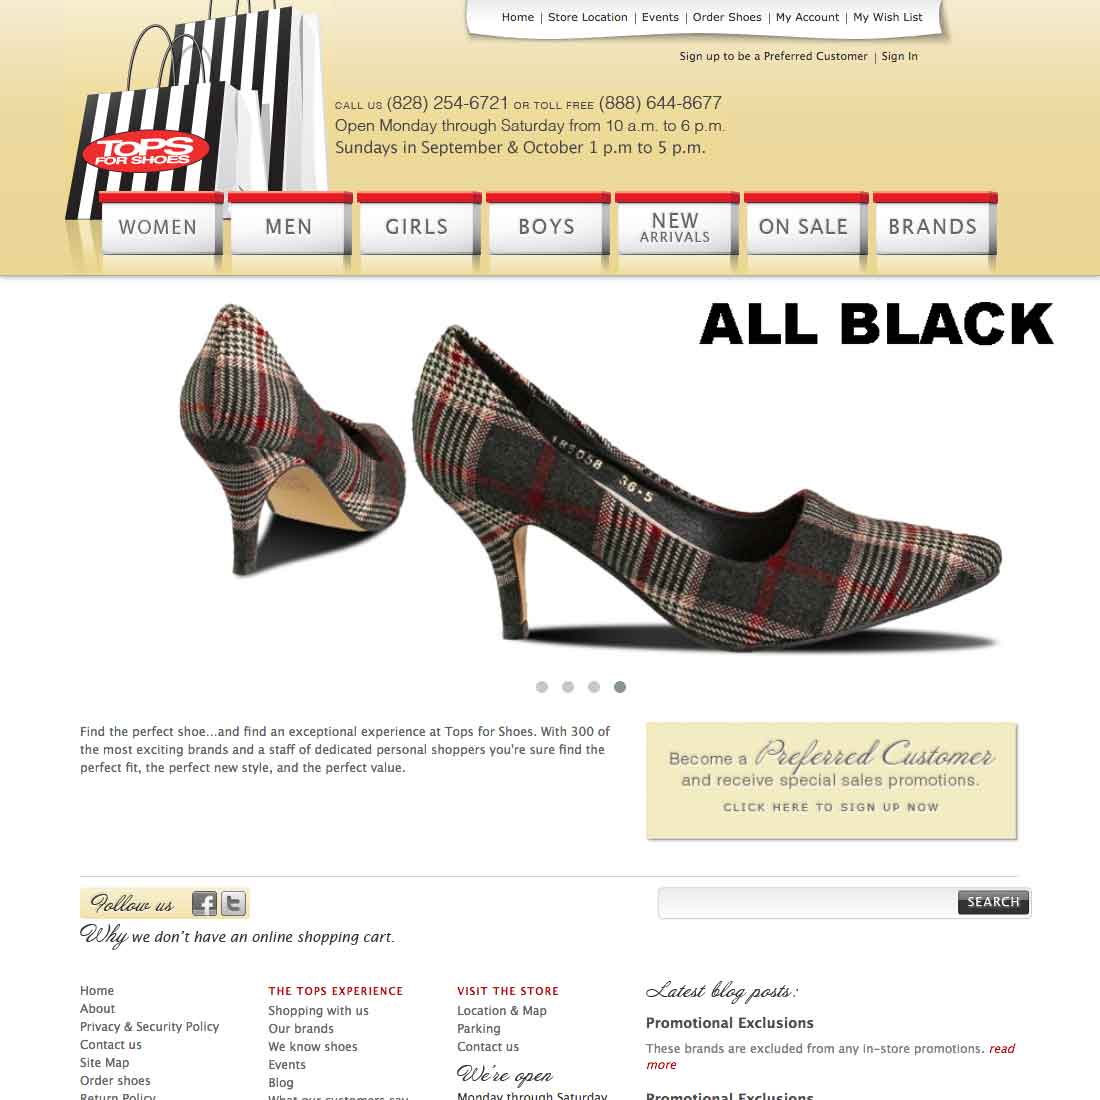 Home | Store Location | Events | Order Shoes | My Account | My Wish List
Sign up to be a Preferred Customer | Sign In
CALL US (828) 254-6721 OR TOLL FREE (888) 644-8677
Open Monday through Saturday from 10 a.m. to 6 p.m.
Sundays in September & October 1 p.m to 5 p.m.
TOPS
FOR SHOES
WOMEN
MEN
GIRLS
BOYS
NEW
ARRIVALS
ON SALE
BRANDS
ALL BLACK
183058 36-5
Find the perfect shoe...and find an exceptional experience at Tops for Shoes. With 300 of
the most exciting brands and a staff of dedicated personal shoppers you're sure find the
perfect fit, the perfect new style, and the perfect value.
Become a Preferred Customer
and receive special sales promotions.
CLICK HERE TO SIGN UP NOW
Follow us
SEARCH
Why we don't have an online shopping cart.
Home
About
Privacy & Security Policy
Contact us
Site Map
Order shoes
Return Policy
THE TOPS EXPERIENCE
Shopping with us
Our brands
We know shoes
Events
Blog
What our customers say
VISIT THE STORE
Location & Map
Parking
Contact us
We're open
Monday through Saturday
Latest blog posts:
Promotional Exclusions
These brands are excluded from any in-store promotions. read
more
Promotional Exclusions